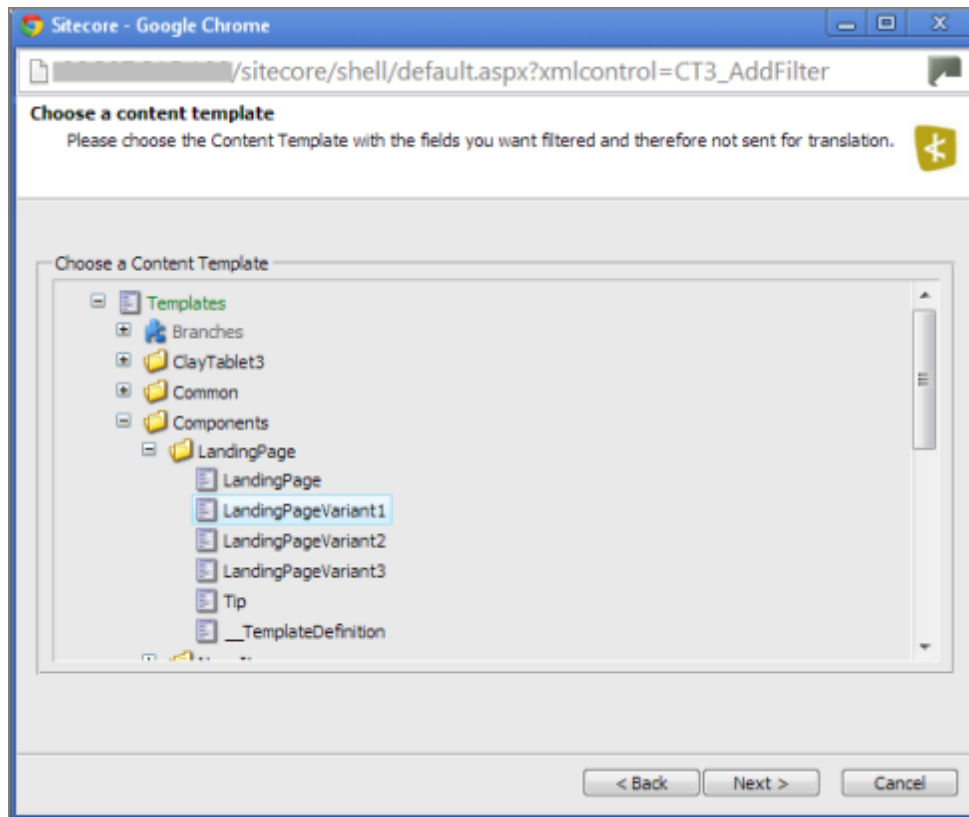 Sitecore - Google Chrome
/sitecore/shell/default.aspx?xmlcontrol=CT3_AddFilter
Choose a content template
Please choose the Content Template with the fields you want filtered and therefore not sent for translation.
Choose a Content Template
Templates
Branches
ClayTablet3
Common
Components
LandingPage
LandingPage
LandingPageVariant1
LandingPageVariant2
LandingPageVariant3
Tip
__TemplateDefinition
< Back Next > Cancel